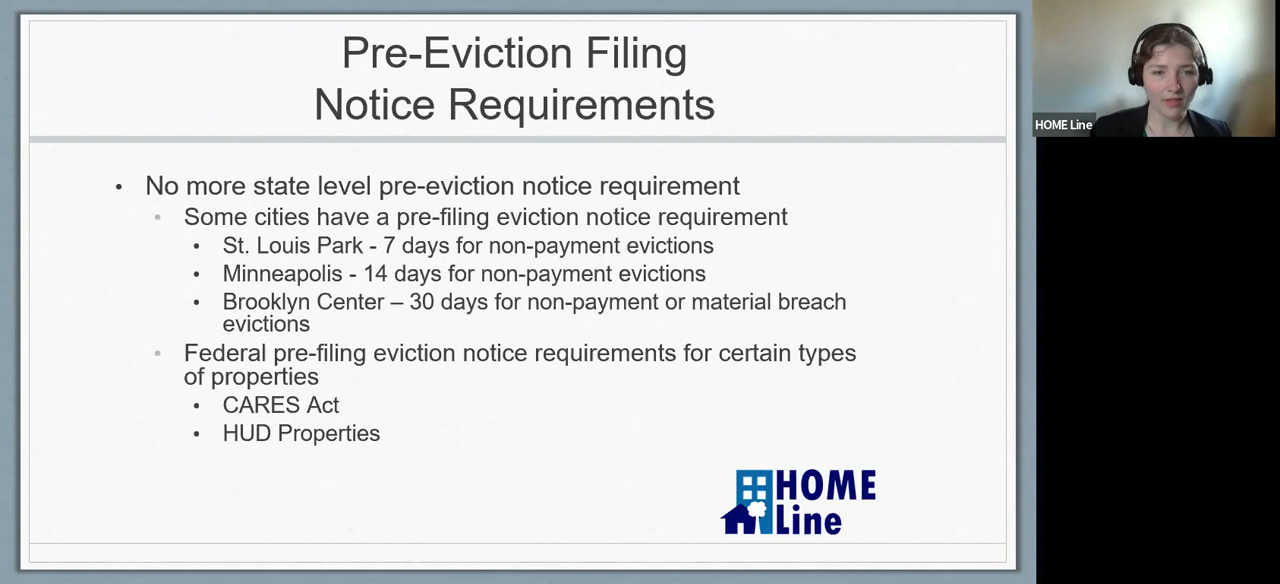 Pre-Eviction Filing
Notice Requirements
HOME Line
• No more state level pre-eviction notice requirement
• Some cities have a pre-filing eviction notice requirement
• St. Louis Park - 7 days for non-payment evictions
• Minneapolis - 14 days for non-payment evictions
• Brooklyn Center – 30 days for non-payment or material breach
evictions
• Federal pre-filing eviction notice requirements for certain types
of properties
• CARES Act
• HUD Properties
HOME
Line